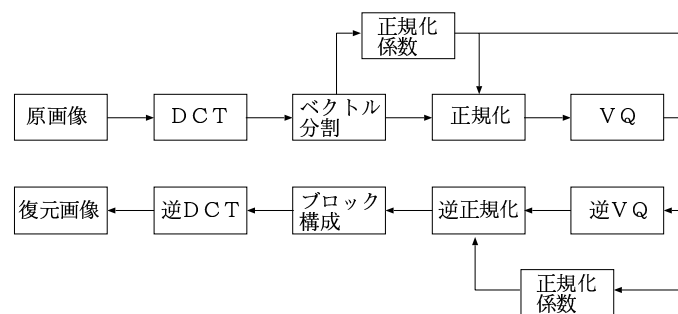 正規化
係数
原画像
ＤＣＴ
ベクトル
分割
正規化
ＶＱ
復元画像
逆ＤＣＴ
ブロック
構成
逆正規化
逆ＶＱ
正規化
係数